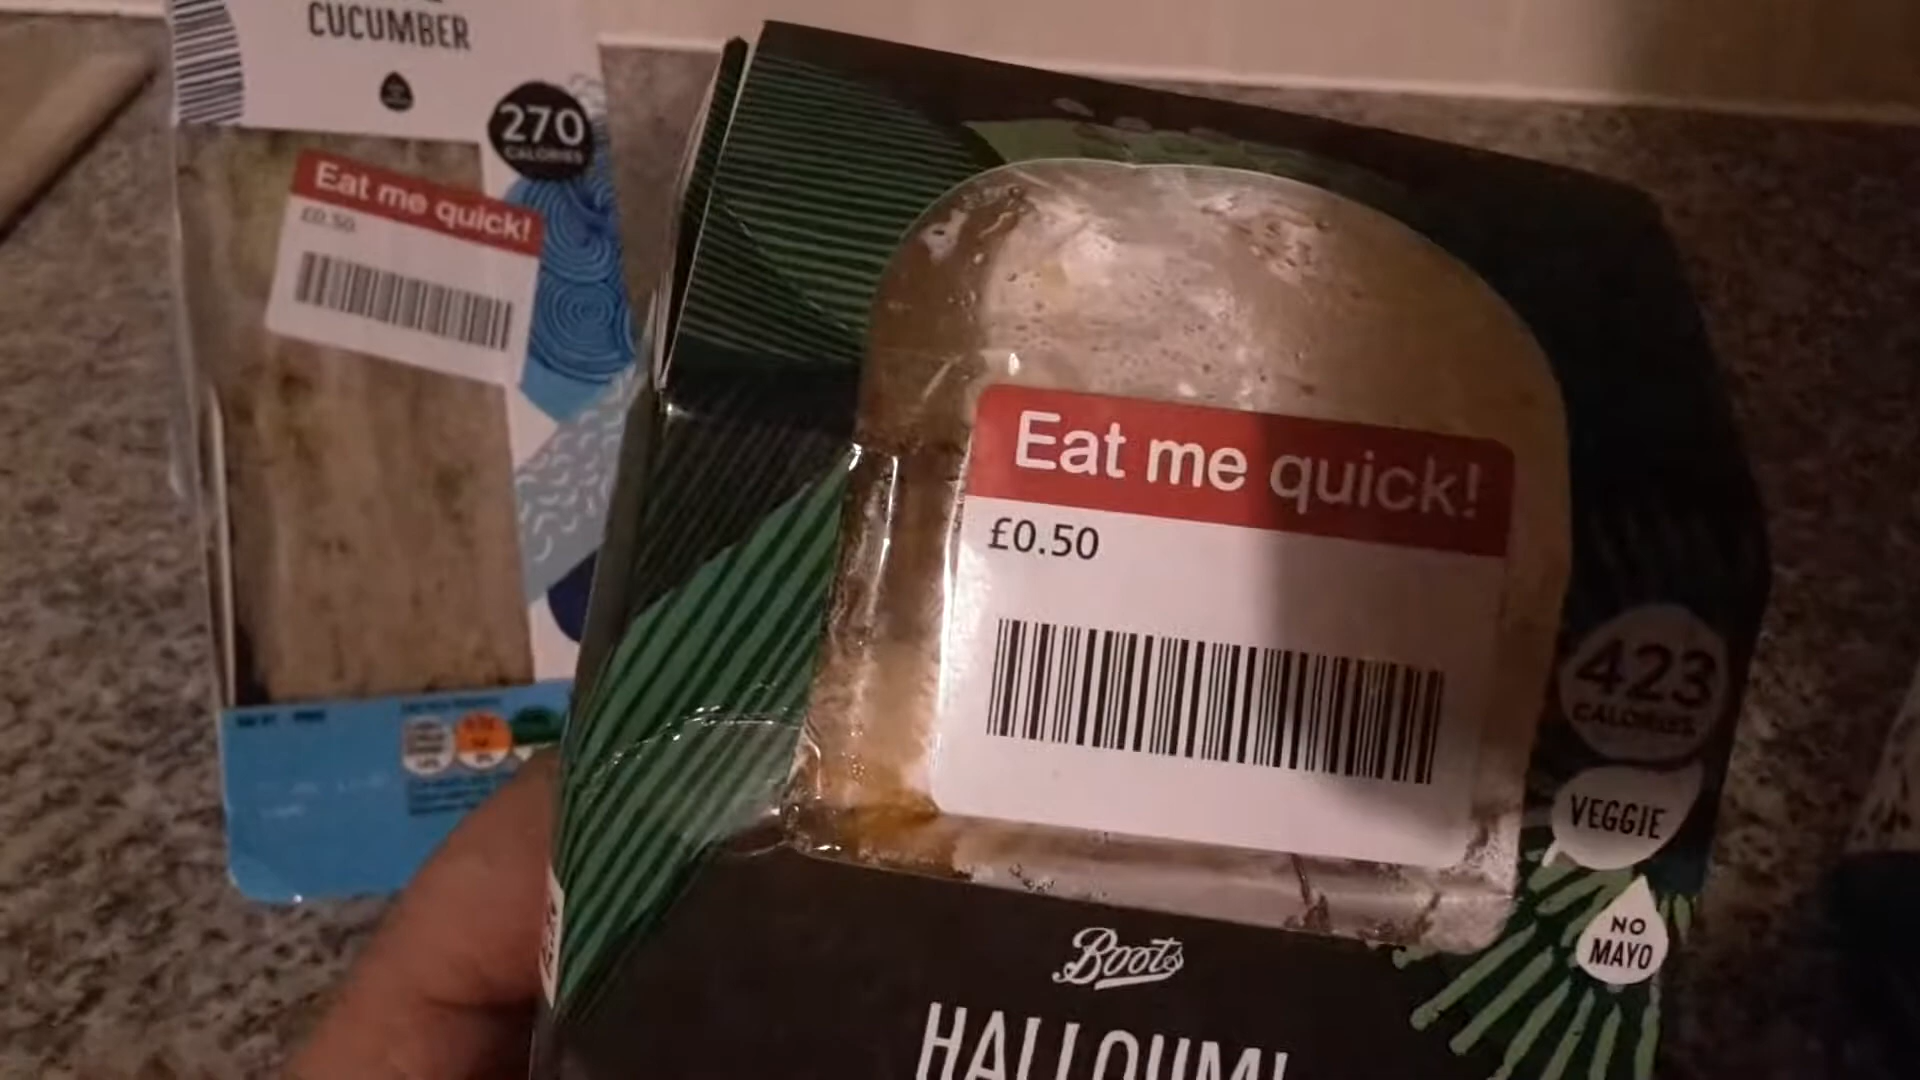 CUCUMBER
270
CALORIES
Eat me quick!
£0.50
Eat me quick!
£0.50
423
CALORIES
VEGGIE
NO
MAYO
Boots
HALLOUMI